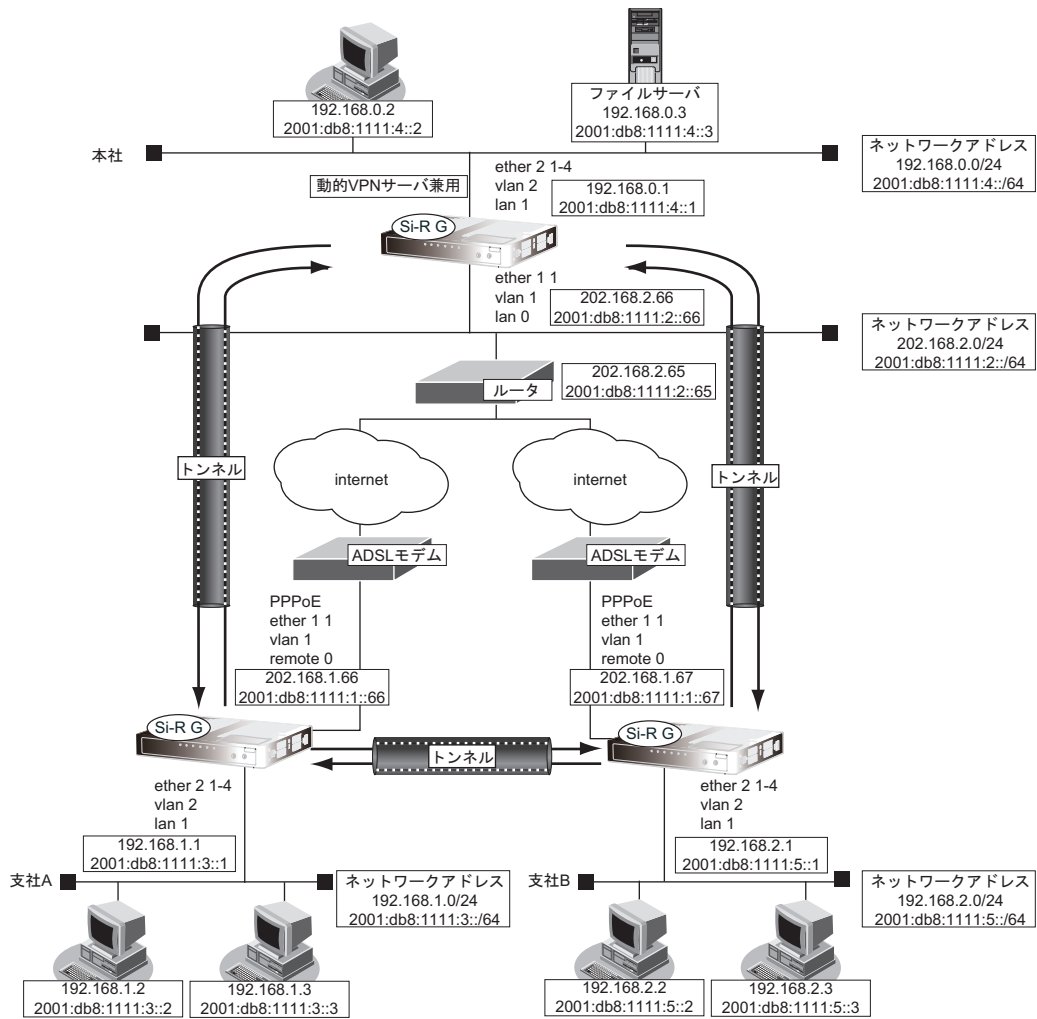 192.168.0.2
2001:db8:1111:4::2
ファイルサーバ
192.168.0.3
2001:db8:1111:4::3
本社
ネットワークアドレス
192.168.0.0/24
2001:db8:1111:4::/64
動的VPNサーバ兼用
ether 2 1-4
vlan 2
lan 1
192.168.0.1
2001:db8:1111:4::1
Si-R G
ether 1 1
vlan 1
lan 0
202.168.2.66
2001:db8:1111:2::66
ネットワークアドレス
202.168.2.0/24
2001:db8:1111:2::/64
ルータ
202.168.2.65
2001:db8:1111:2::65
トンネル
internet
internet
トンネル
ADSLモデム
ADSLモデム
PPPoE
ether 1 1
vlan 1
remote 0
202.168.1.66
2001:db8:1111:1::66
PPPoE
ether 1 1
vlan 1
remote 0
202.168.1.67
2001:db8:1111:1::67
Si-R G
トンネル
Si-R G
ether 2 1-4
vlan 2
lan 1
192.168.1.1
2001:db8:1111:3::1
ether 2 1-4
vlan 2
lan 1
192.168.2.1
2001:db8:1111:5::1
支社A
ネットワークアドレス
192.168.1.0/24
2001:db8:1111:3::/64
支社B
ネットワークアドレス
192.168.2.0/24
2001:db8:1111:5::/64
192.168.1.2
2001:db8:1111:3::2
192.168.1.3
2001:db8:1111:3::3
192.168.2.2
2001:db8:1111:5::2
192.168.2.3
2001:db8:1111:5::3